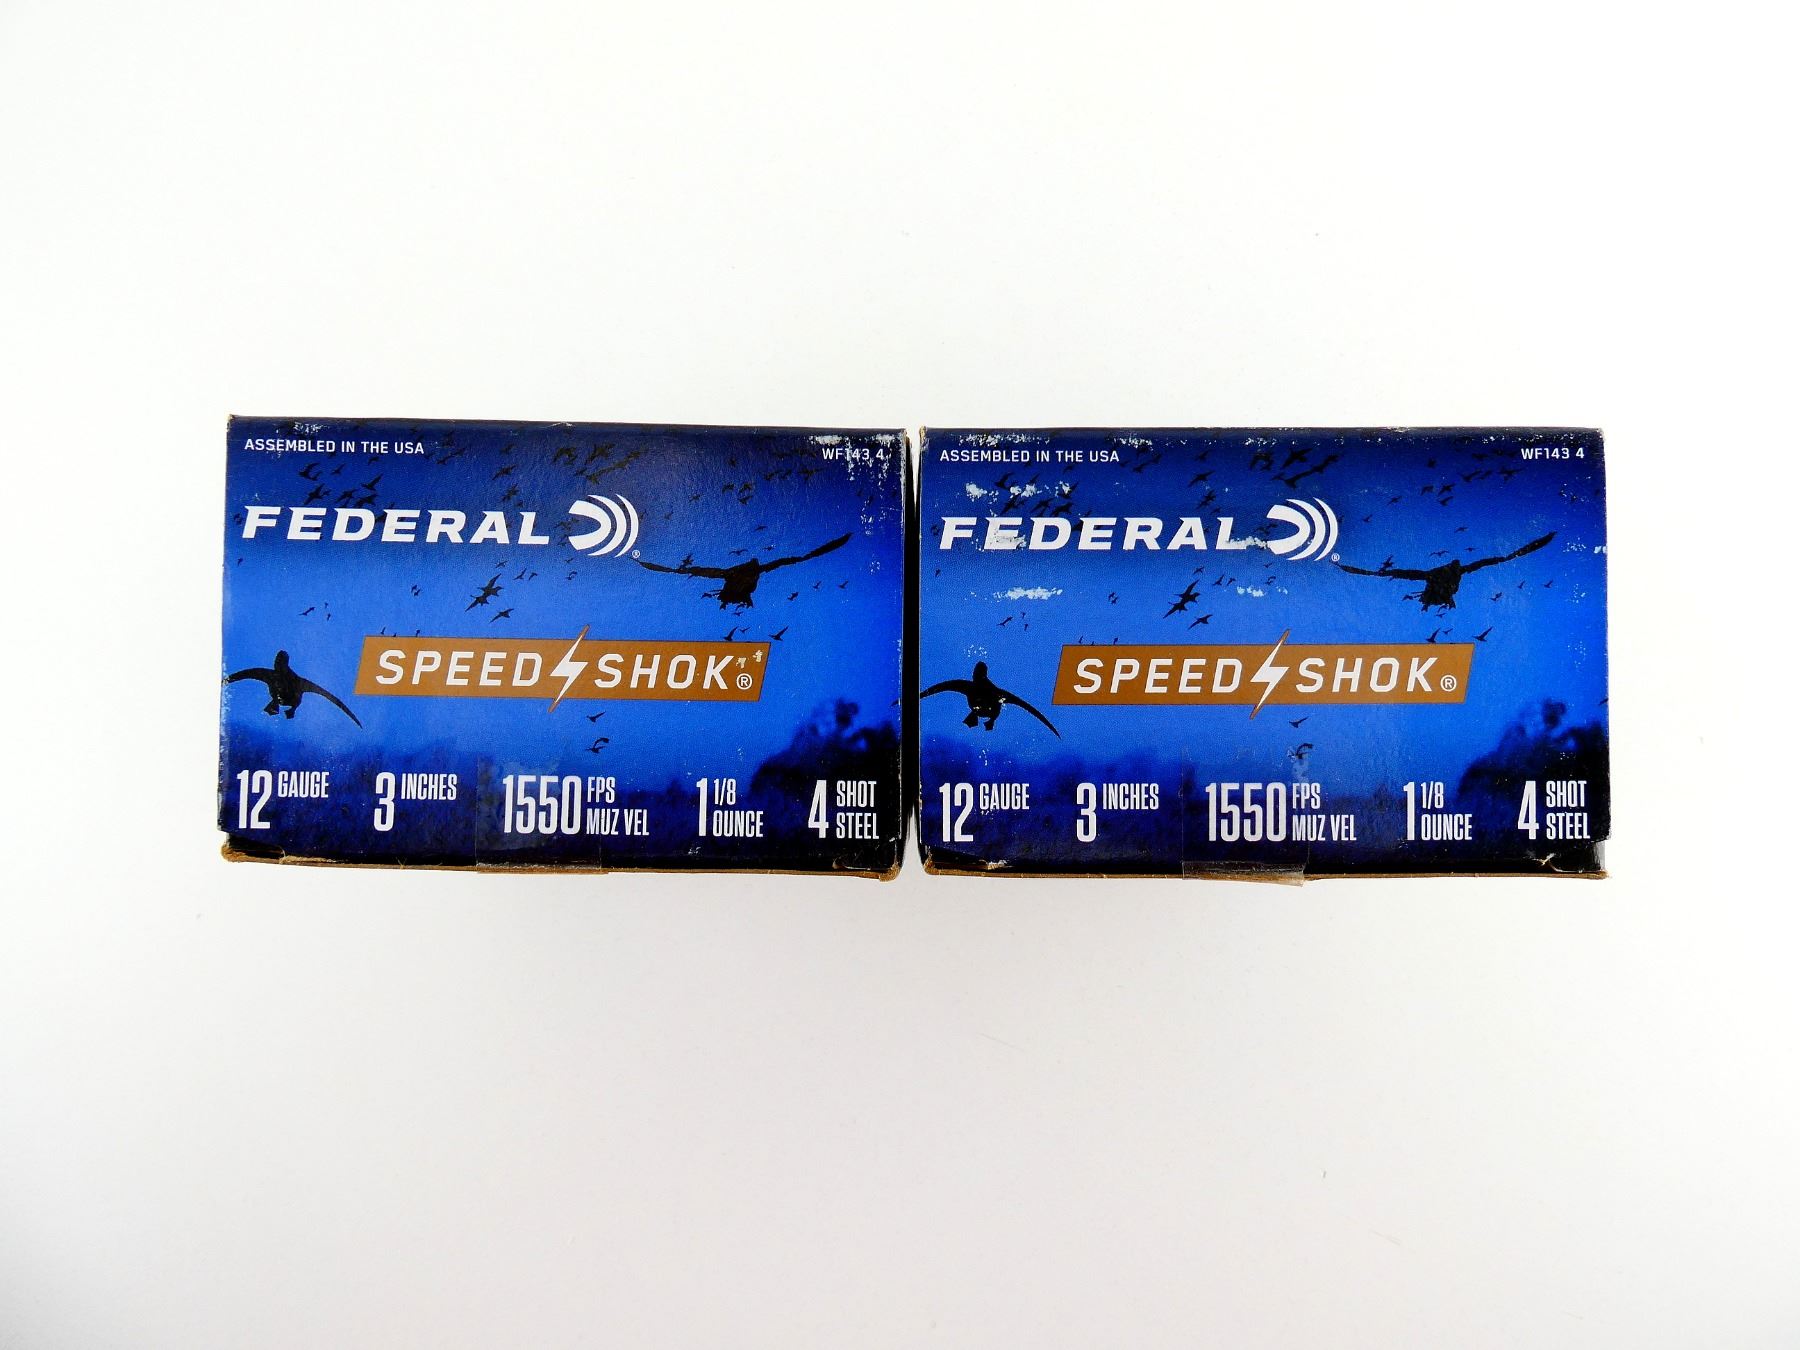 ASSEMBLED IN THE USA
WF143 4
FEDERAL®
SPEED SHOK®
12 GAUGE
3 INCHES
1550 FPS MUZ VEL
1 1/8 OUNCE
4 SHOT STEEL
ASSEMBLED IN THE USA
WF143 4
FEDERAL®
SPEED SHOK®
12 GAUGE
3 INCHES
1550 FPS MUZ VEL
1 1/8 OUNCE
4 SHOT STEEL